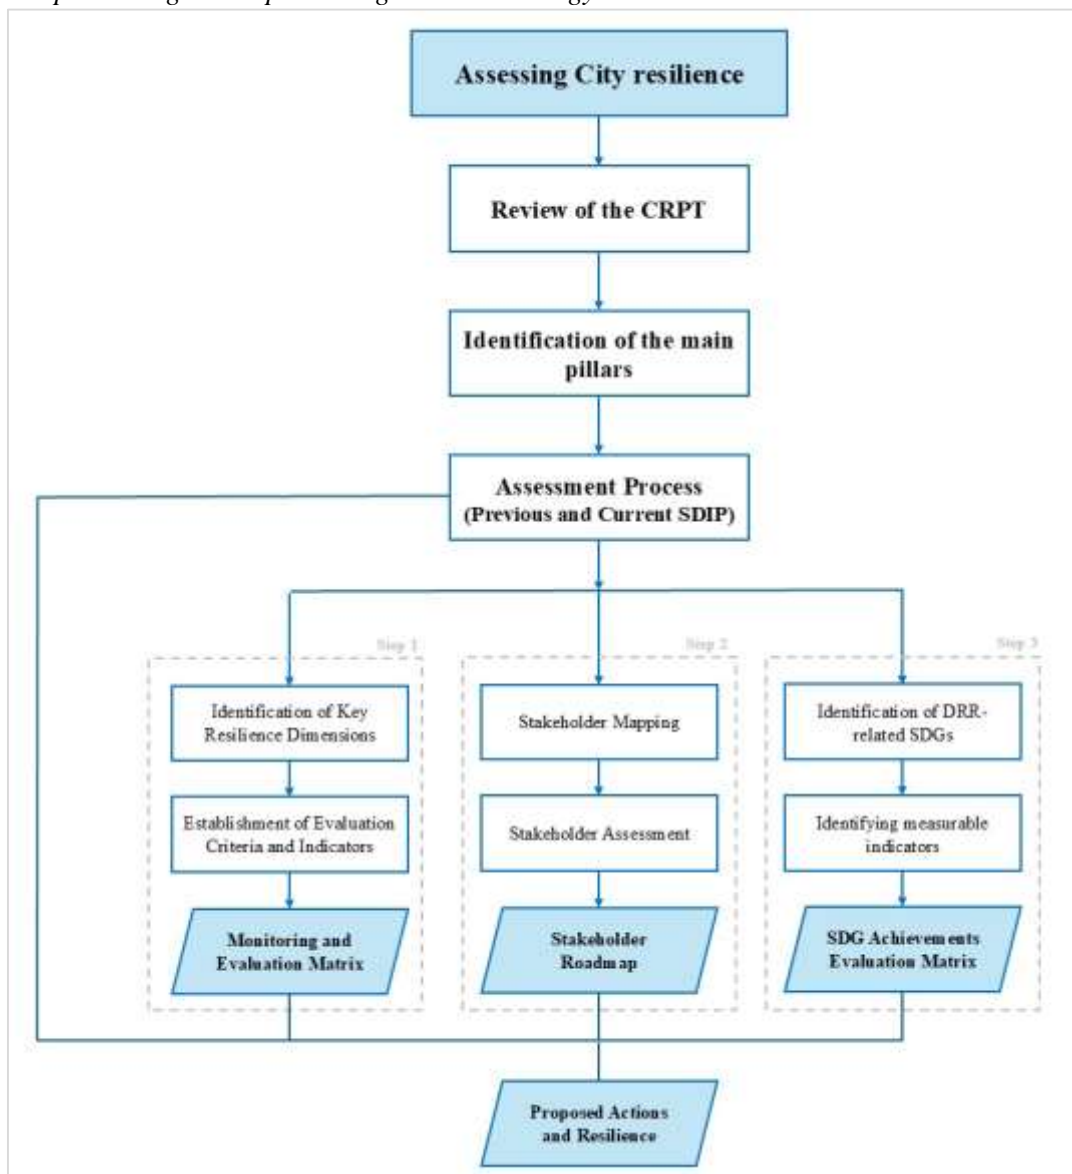 Assessing City resilience
Review of the CRPT
Identification of the main
pillars
Assessment Process
(Previous and Current SDIP)
Step 1
Identification of Key
Resilience Dimensions
Establishment of Evaluation
Criteria and Indicators
Monitoring and
Evaluation Matrix
Step 2
Stakeholder Mapping
Stakeholder Assessment
Stakeholder
Roadmap
Step 3
Identification of DRR-
related SDGs
Identifying measurable
indicators
SDG Achievements
Evaluation Matrix
Proposed Actions
and Resilience